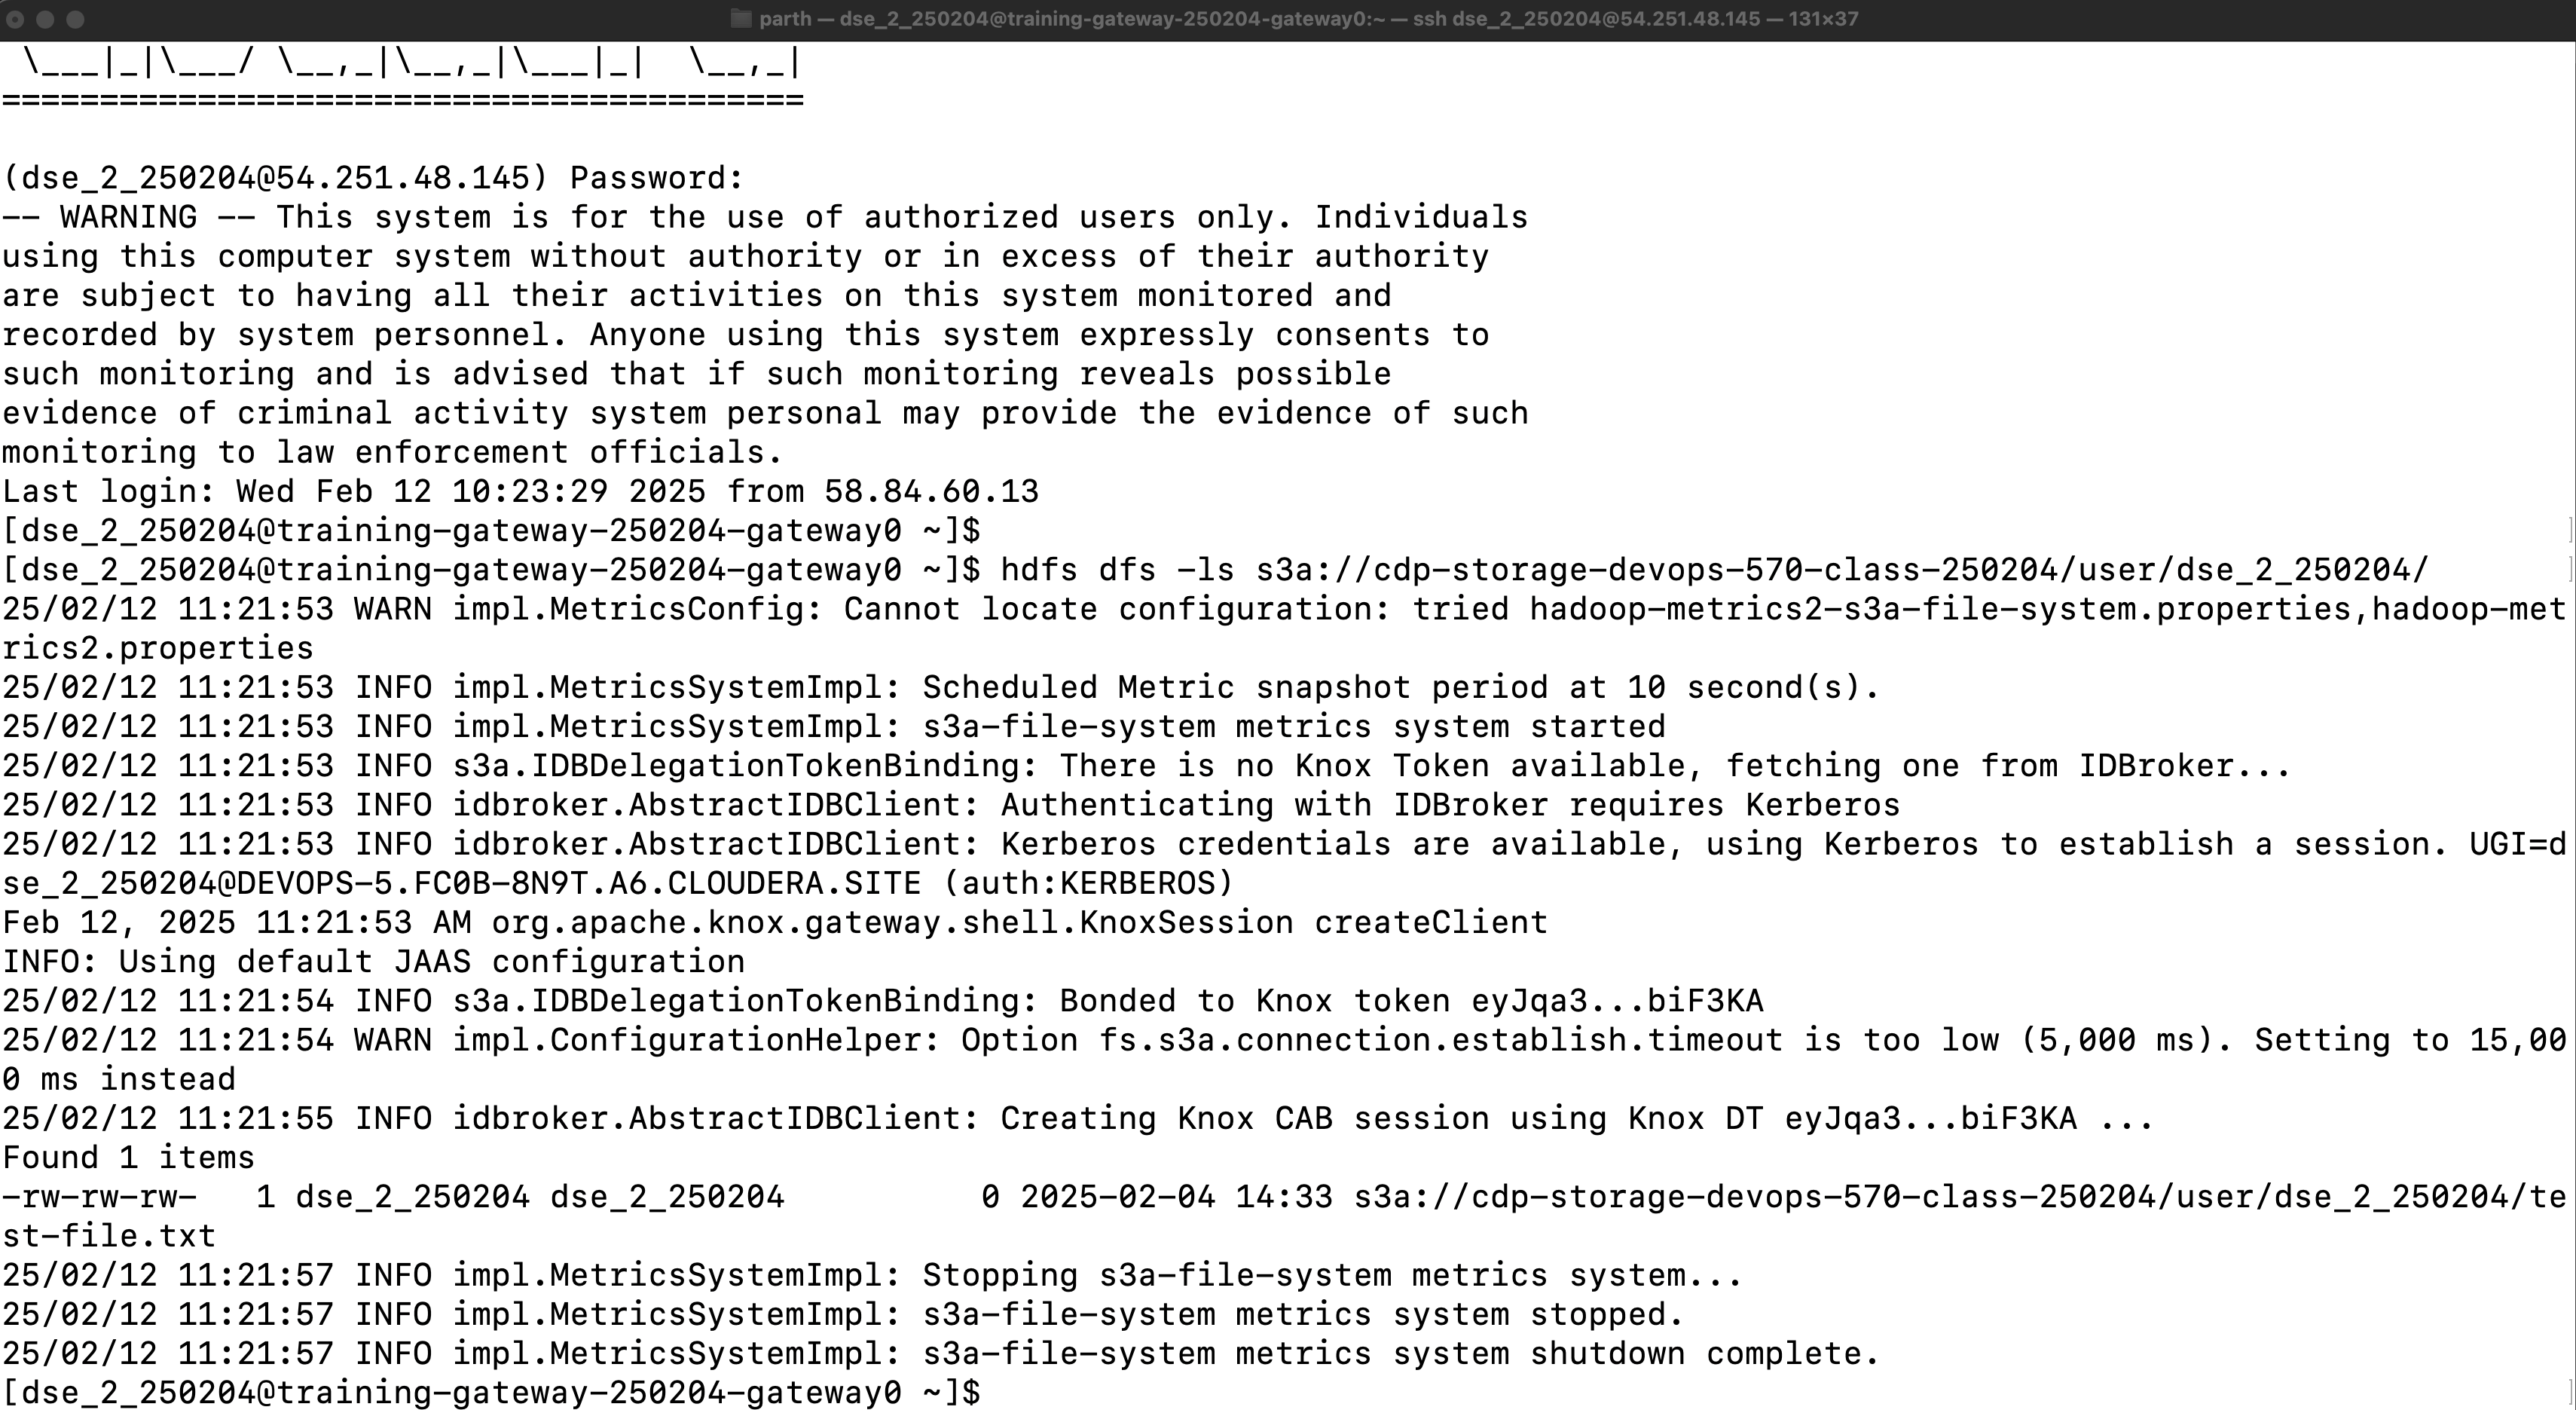 parth — dse_2_250204@training-gateway-250204-gateway0:~ — ssh dse_2_250204@54.251.48.145 — 131×37
 \___|_|\___/ \__,_|\__,_|\___|_|  \__,_|
=========================================
(dse_2_250204@54.251.48.145) Password:
-- WARNING -- This system is for the use of authorized users only. Individuals
using this computer system without authority or in excess of their authority
are subject to having all their activities on this system monitored and
recorded by system personnel. Anyone using this system expressly consents to
such monitoring and is advised that if such monitoring reveals possible
evidence of criminal activity system personal may provide the evidence of such
monitoring to law enforcement officials.
Last login: Wed Feb 12 10:23:29 2025 from 58.84.60.13
[dse_2_250204@training-gateway-250204-gateway0 ~]$ ]
[dse_2_250204@training-gateway-250204-gateway0 ~]$ hdfs dfs -ls s3a://cdp-storage-devops-570-class-250204/user/dse_2_250204/ ]
25/02/12 11:21:53 WARN impl.MetricsConfig: Cannot locate configuration: tried hadoop-metrics2-s3a-file-system.properties,hadoop-met
rics2.properties
25/02/12 11:21:53 INFO impl.MetricsSystemImpl: Scheduled Metric snapshot period at 10 second(s).
25/02/12 11:21:53 INFO impl.MetricsSystemImpl: s3a-file-system metrics system started
25/02/12 11:21:53 INFO s3a.IDBDelegationTokenBinding: There is no Knox Token available, fetching one from IDBroker...
25/02/12 11:21:53 INFO idbroker.AbstractIDBClient: Authenticating with IDBroker requires Kerberos
25/02/12 11:21:53 INFO idbroker.AbstractIDBClient: Kerberos credentials are available, using Kerberos to establish a session. UGI=d
se_2_250204@DEVOPS-5.FC0B-8N9T.A6.CLOUDERA.SITE (auth:KERBEROS)
Feb 12, 2025 11:21:53 AM org.apache.knox.gateway.shell.KnoxSession createClient
INFO: Using default JAAS configuration
25/02/12 11:21:54 INFO s3a.IDBDelegationTokenBinding: Bonded to Knox token eyJqa3...biF3KA
25/02/12 11:21:54 WARN impl.ConfigurationHelper: Option fs.s3a.connection.establish.timeout is too low (5,000 ms). Setting to 15,00
0 ms instead
25/02/12 11:21:55 INFO idbroker.AbstractIDBClient: Creating Knox CAB session using Knox DT eyJqa3...biF3KA ...
Found 1 items
-rw-rw-rw-   1 dse_2_250204 dse_2_250204          0 2025-02-04 14:33 s3a://cdp-storage-devops-570-class-250204/user/dse_2_250204/te
st-file.txt
25/02/12 11:21:57 INFO impl.MetricsSystemImpl: Stopping s3a-file-system metrics system...
25/02/12 11:21:57 INFO impl.MetricsSystemImpl: s3a-file-system metrics system stopped.
25/02/12 11:21:57 INFO impl.MetricsSystemImpl: s3a-file-system metrics system shutdown complete.
[dse_2_250204@training-gateway-250204-gateway0 ~]$ ]